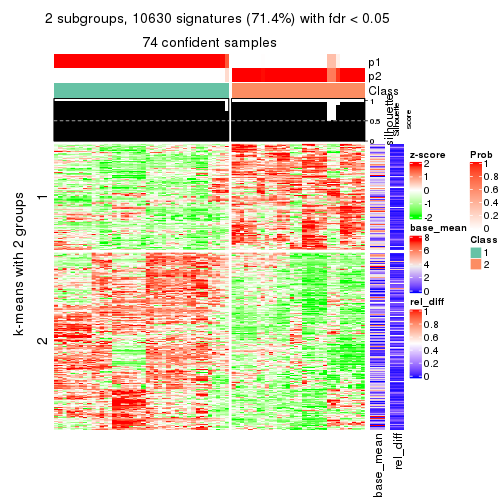 2 subgroups, 10630 signatures (71.4%) with fdr < 0.05
74 confident samples
p1
p2
Class
silhouette
Silhouette
score
1
0.5
0
k-means with 2 groups
1
2
base_mean
rel_diff
z-score
2
1
0
-1
-2
base_mean
8
6
4
2
0
rel_diff
1
0.8
0.6
0.4
0.2
0
Prob
1
0.8
0.6
0.4
0.2
0
Class
1
2